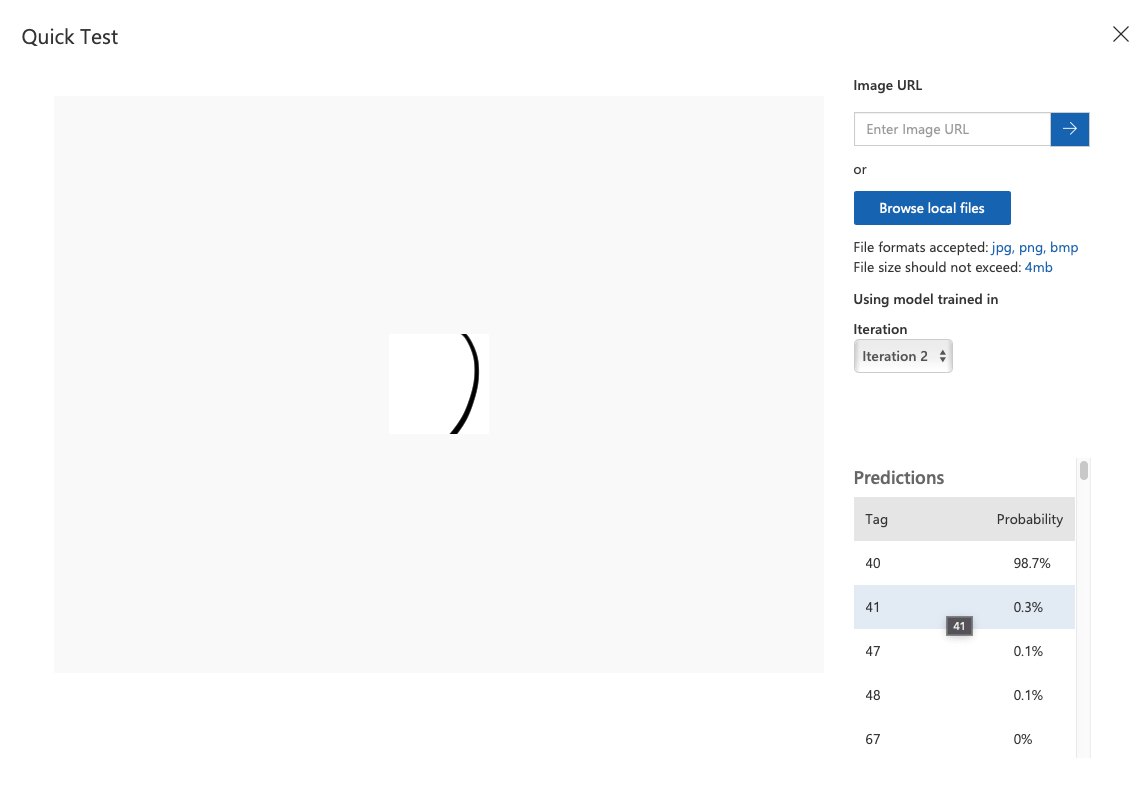 Quick Test
Image URL
Enter Image URL
or
Browse local files
File formats accepted: jpg, png, bmp
File size should not exceed: 4mb
Using model trained in
Iteration
Iteration 2
Predictions
Tag Probability
40 98.7%
41 0.3%
41
47 0.1%
48 0.1%
67 0%